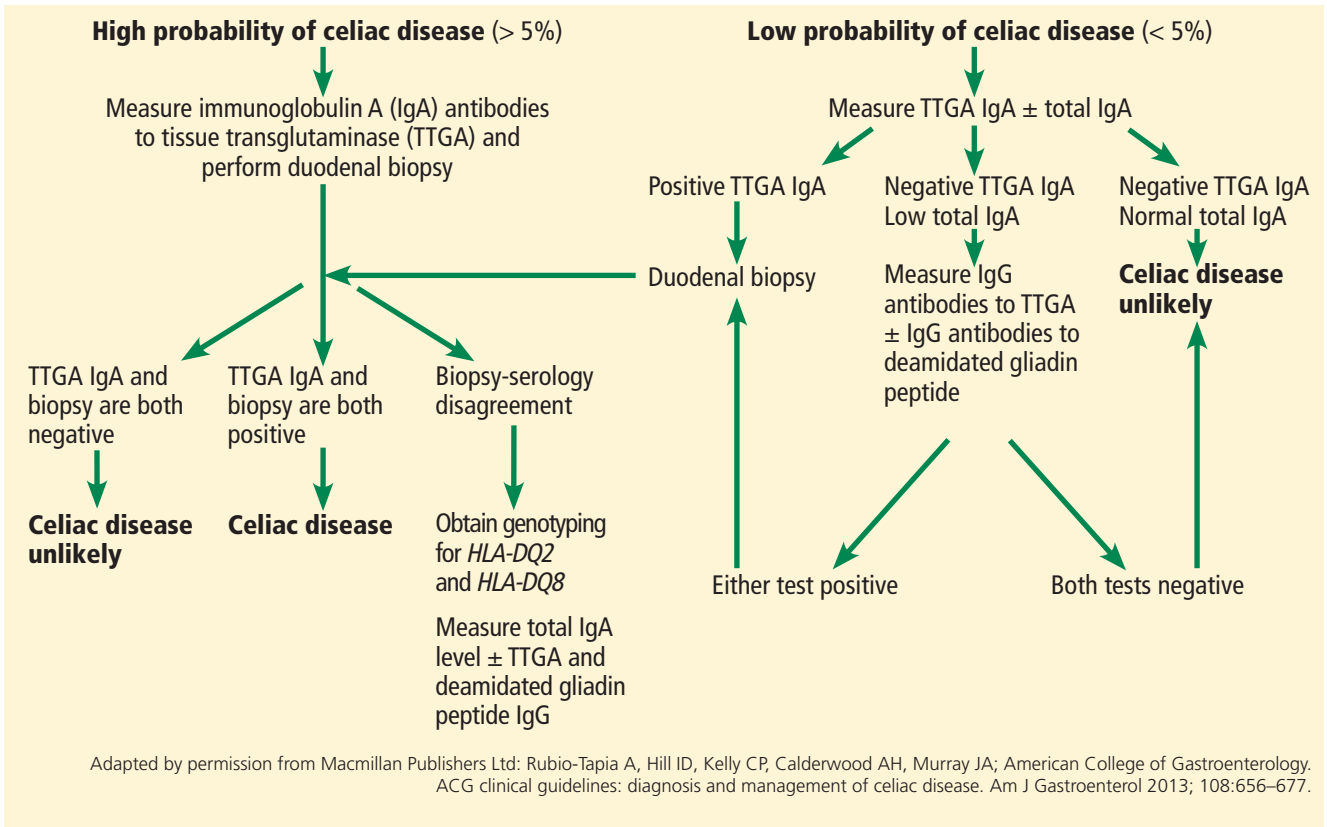 High probability of celiac disease (> 5%)
Measure immunoglobulin A (IgA) antibodies
to tissue transglutaminase (TTGA) and
perform duodenal biopsy
TTGA IgA and
biopsy are both
negative
Celiac disease
unlikely
TTGA IgA and
biopsy are both
positive
Celiac disease
Biopsy-serology
disagreement
Obtain genotyping
for HLA-DQ2
and HLA-DQ8
Measure total IgA
level ± TTGA and
deamidated gliadin
peptide IgG
Low probability of celiac disease (< 5%)
Measure TTGA IgA ± total IgA
Positive TTGA IgA
Duodenal biopsy
Negative TTGA IgA
Low total IgA
Measure IgG
antibodies to TTGA
± IgG antibodies to
deamidated gliadin
peptide
Negative TTGA IgA
Normal total IgA
Celiac disease
unlikely
Either test positive
Both tests negative
Adapted by permission from Macmillan Publishers Ltd: Rubio-Tapia A, Hill ID, Kelly CP, Calderwood AH, Murray JA; American College of Gastroenterology.
ACG clinical guidelines: diagnosis and management of celiac disease. Am J Gastroenterol 2013; 108:656–677.